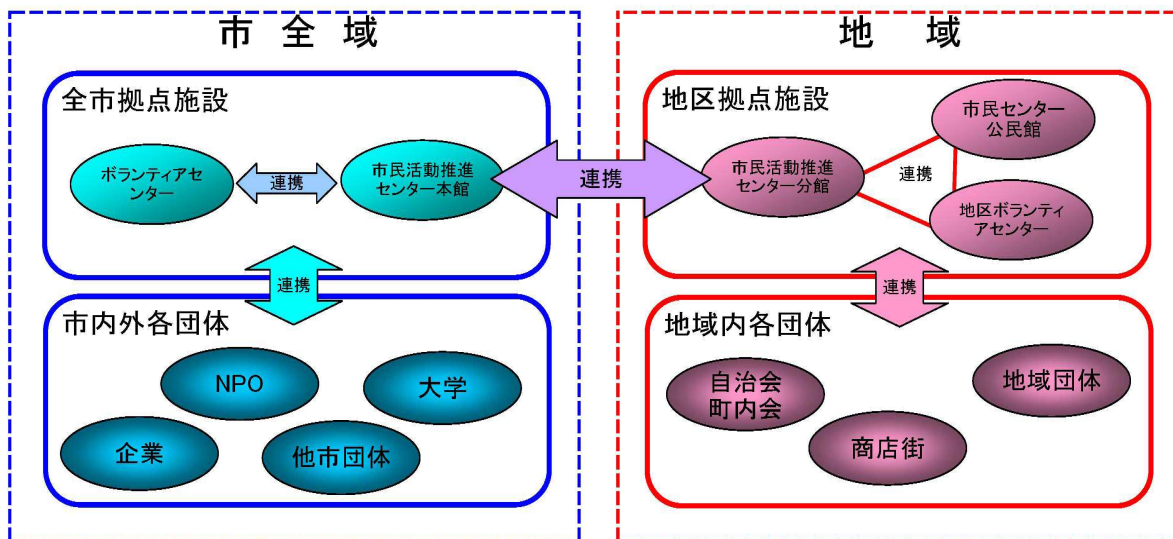 市 全 域
全市拠点施設
ボランティアセ
ンター
連携
市民活動推進
センター本館
連携
市内外各団体
NPO
大学
企業
他市団体
連携
地 域
地区拠点施設
市民活動推進
センター分館
連携
市民センター
公民館
地区ボランティ
アセンター
連携
地域内各団体
自治会
町内会
地域団体
商店街